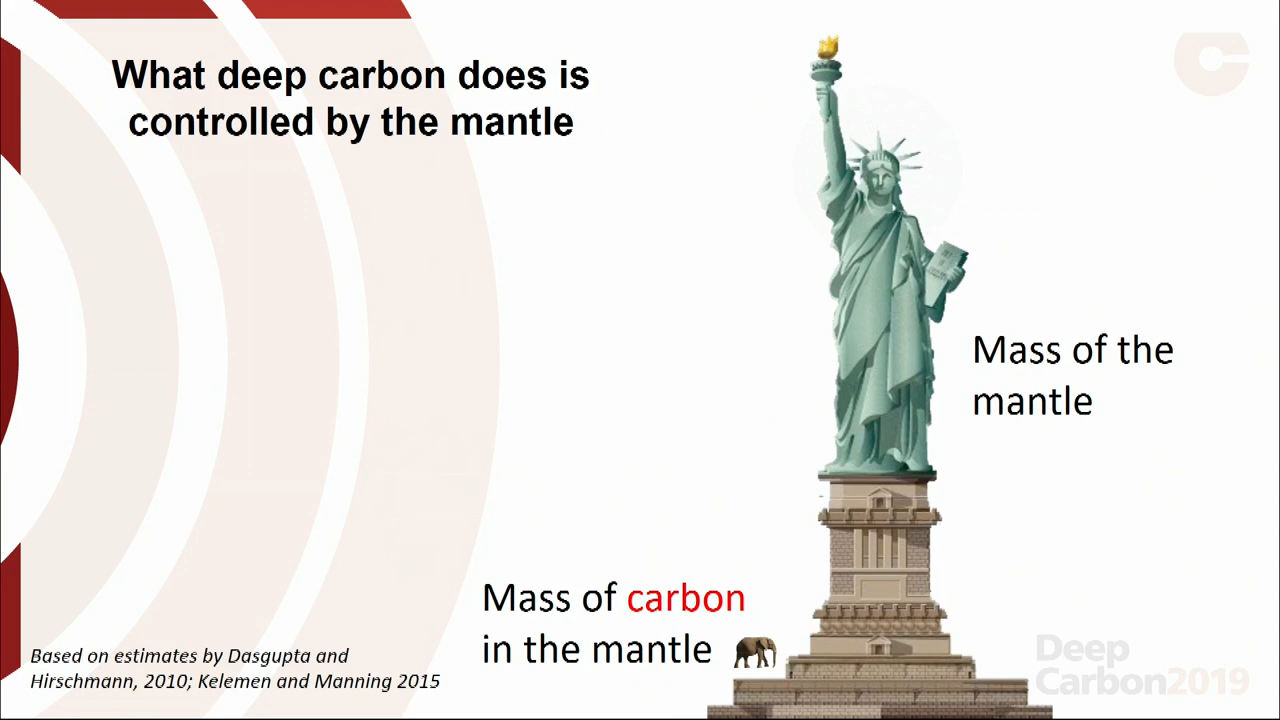 What deep carbon does is
controlled by the mantle
Mass of the
mantle
Mass of carbon
in the mantle
Based on estimates by Dasgupta and
Hirschmann, 2010; Kelemen and Manning 2015
Deep
Carbon2019